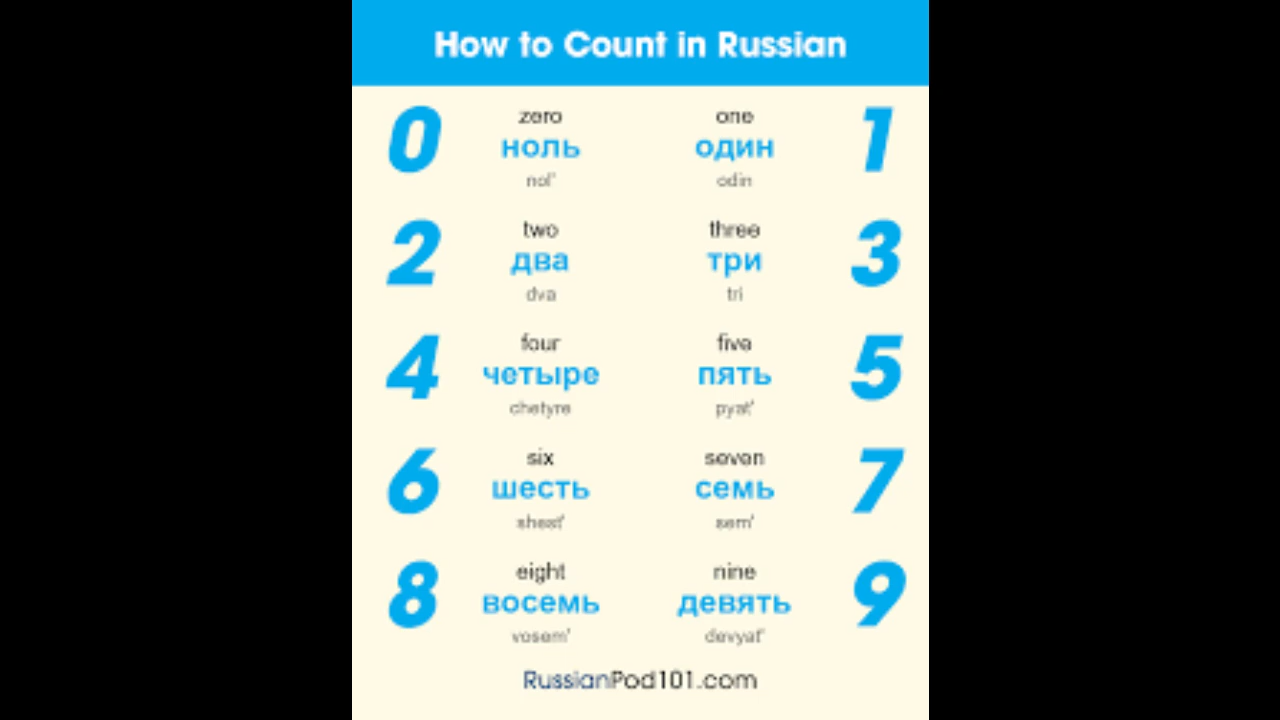 How to Count in Russian
0 zero one 1
ноль один
nol' odin
2 two three 3
два три
dva tri
4 four five 5
четыре пять
chetyre pyat'
6 six seven 7
шесть семь
shest' sem'
8 eight nine 9
восемь девять
vosem' devyat'
RussianPod101.com